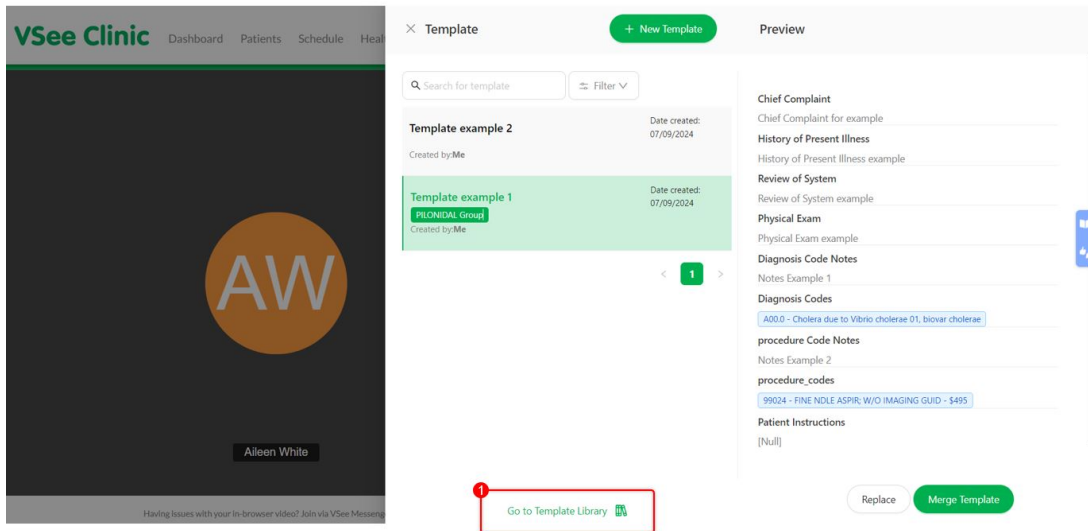 VSee Clinic Dashboard Patients Schedule Heal
Template
+ New Template
Preview
Search for template
Filter
Template example 2
Date created:
07/09/2024
Created by:Me
Template example 1
Date created:
07/09/2024
PILONIDAL Group
Created by:Me
< 1 >
Chief Complaint
Chief Complaint for example
History of Present Illness
History of Present Illness example
Review of System
Review of System example
Physical Exam
Physical Exam example
Diagnosis Code Notes
Notes Example 1
Diagnosis Codes
A00.0 - Cholera due to Vibrio cholerae 01, biovar cholerae
procedure Code Notes
Notes Example 2
procedure_codes
99024 - FINE NDLE ASPIR; W/O IMAGING GUID - $495
Patient Instructions
[Null]
AW
Aileen White
1
Go to Template Library
Replace
Merge Template
Having issues with your in-browser video? Join via VSee Messeng